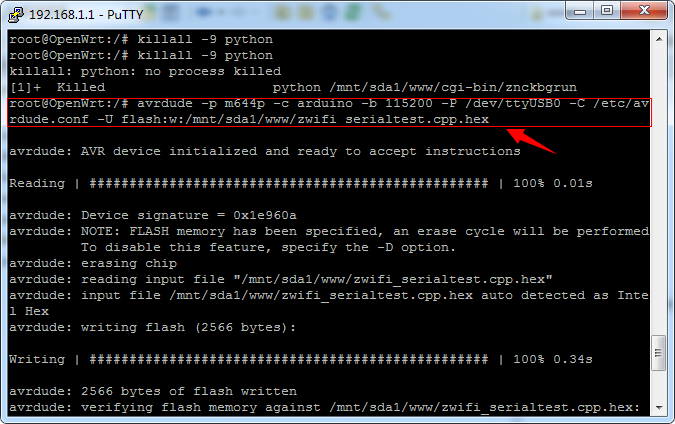 192.168.1.1 - PuTTY
root@OpenWrt:/# killall -9 python
root@OpenWrt:/# killall -9 python
killall: python: no process killed
[1]+  Killed                  python /mnt/sda1/www/cgi-bin/znckbgrun
root@OpenWrt:/# avrdude -p m644p -c arduino -b 115200 -P /dev/ttyUSB0 -C /etc/av
rdude.conf -U flash:w:/mnt/sda1/www/zwifi_serialtest.cpp.hex
avrdude: AVR device initialized and ready to accept instructions
Reading | ################################################## | 100% 0.01s
avrdude: Device signature = 0x1e960a
avrdude: NOTE: FLASH memory has been specified, an erase cycle will be performed
         To disable this feature, specify the -D option.
avrdude: erasing chip
avrdude: reading input file "/mnt/sda1/www/zwifi_serialtest.cpp.hex"
avrdude: input file /mnt/sda1/www/zwifi_serialtest.cpp.hex auto detected as Inte
l Hex
avrdude: writing flash (2566 bytes):
Writing | ################################################## | 100% 0.34s
avrdude: 2566 bytes of flash written
avrdude: verifying flash memory against /mnt/sda1/www/zwifi_serialtest.cpp.hex: